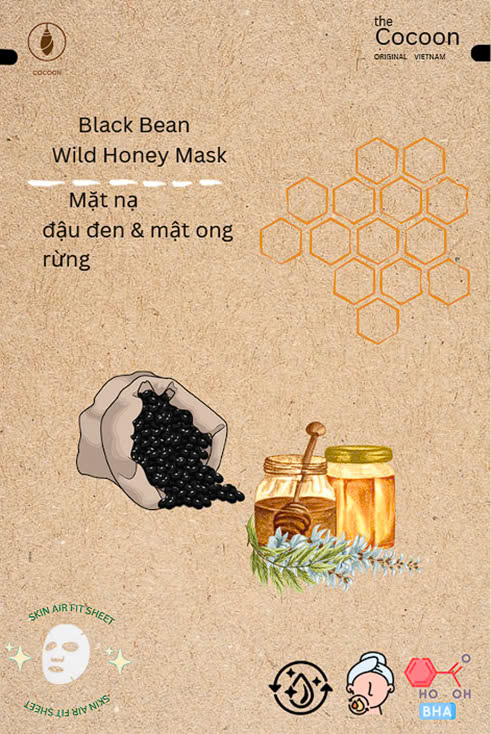 COCOON
the
Cocoon
ORIGINAL VIETNAM
Black Bean
Wild Honey Mask
Mặt nạ
đậu đen & mật ong
rừng
SKIN AIR FIT SHEET
SKIN AIR FIT SHEET
O
HO OH
BHA